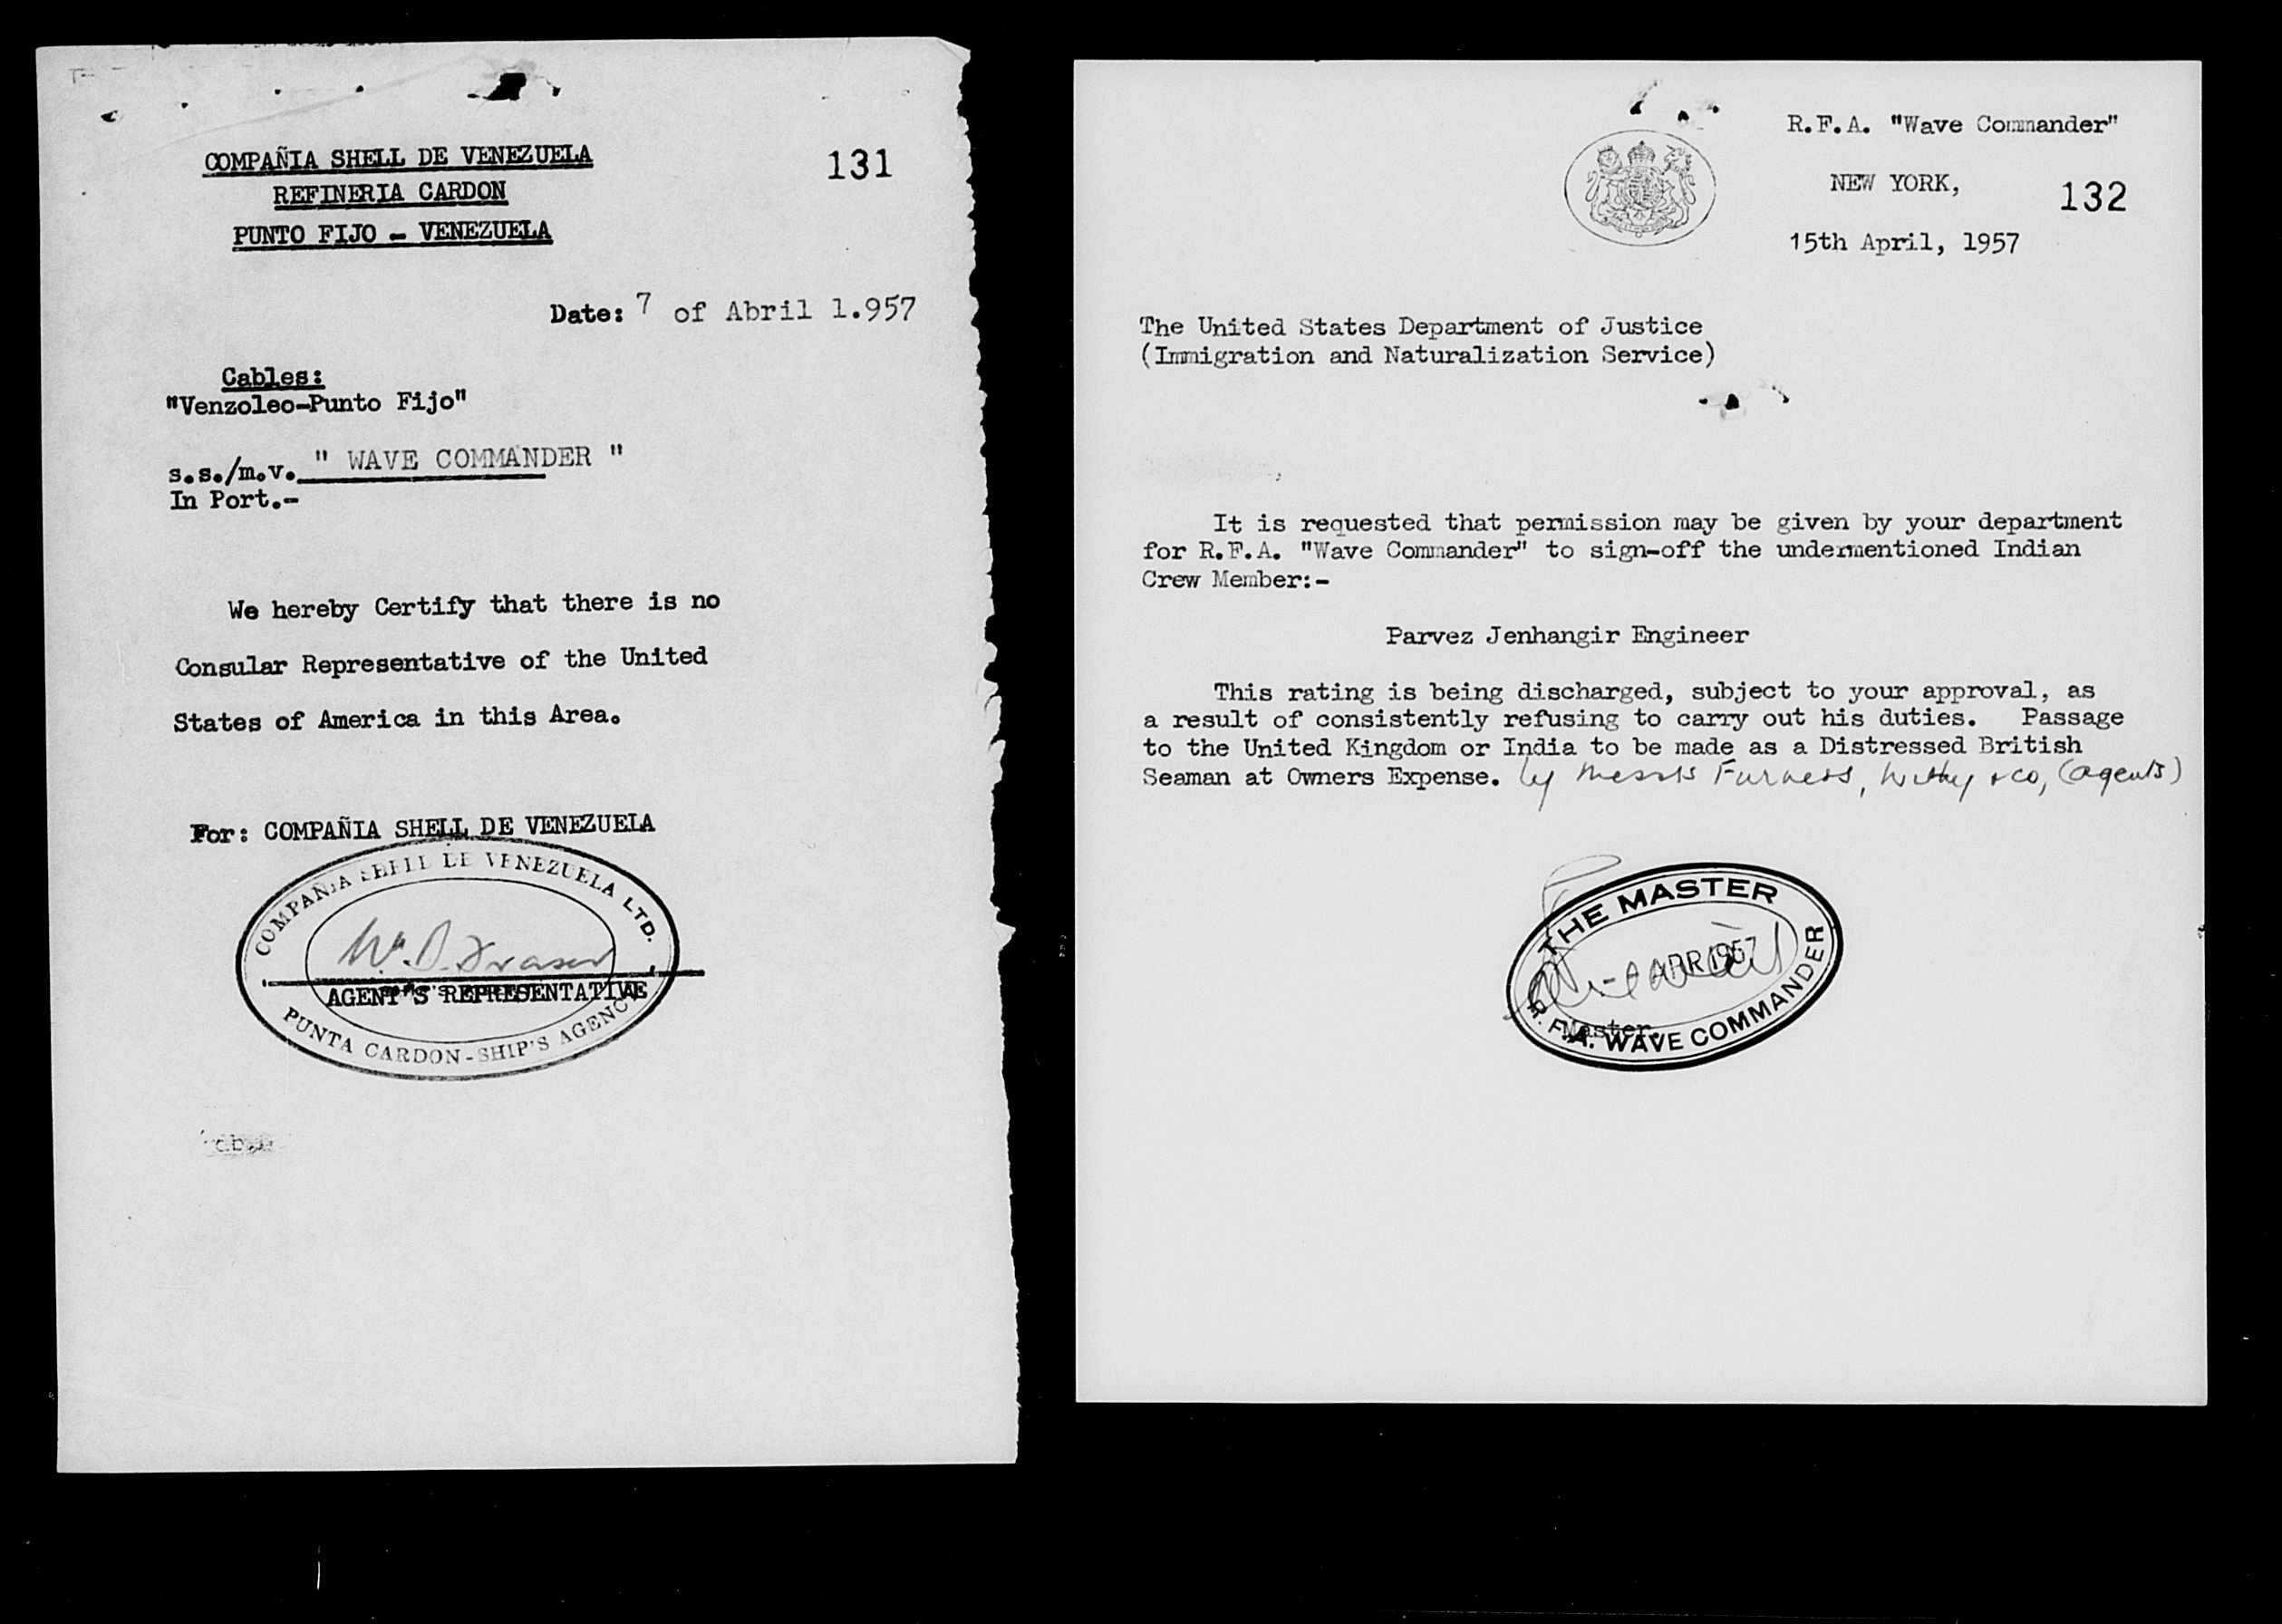 COMPAÑIA SHELL DE VENEZUELA
REFINERIA CARDON
PUNTO FIJO - VENEZUELA
131
Date: 7 of Abril 1.957
Cables:
"Venzoleo-Punto Fijo"
s.s./m.v. " WAVE COMMANDER "
In Port.-
We hereby Certify that there is no
Consular Representative of the United
States of America in this Area.
For: COMPAÑIA SHELL DE VENEZUELA
COMPAÑIA SHELL DE VENEZUELA LTD.
Wm. D. Fraser
AGENT'S REPRESENTATIVE
PUNTA CARDON-SHIP'S AGENCY
R.F.A. "Wave Commander"
NEW YORK,
132
15th April, 1957
The United States Department of Justice
(Immigration and Naturalization Service)
It is requested that permission may be given by your department
for R.F.A. "Wave Commander" to sign-off the undermentioned Indian
Crew Member:-
Parvez Jenhangir Engineer
This rating is being discharged, subject to your approval, as
a result of consistently refusing to carry out his duties. Passage
to the United Kingdom or India to be made as a Distressed British
Seaman at Owners Expense. by Messrs Furness, Withy & co, (agents)
THE MASTER
APR 1957
Master.
R.F.A. WAVE COMMANDER